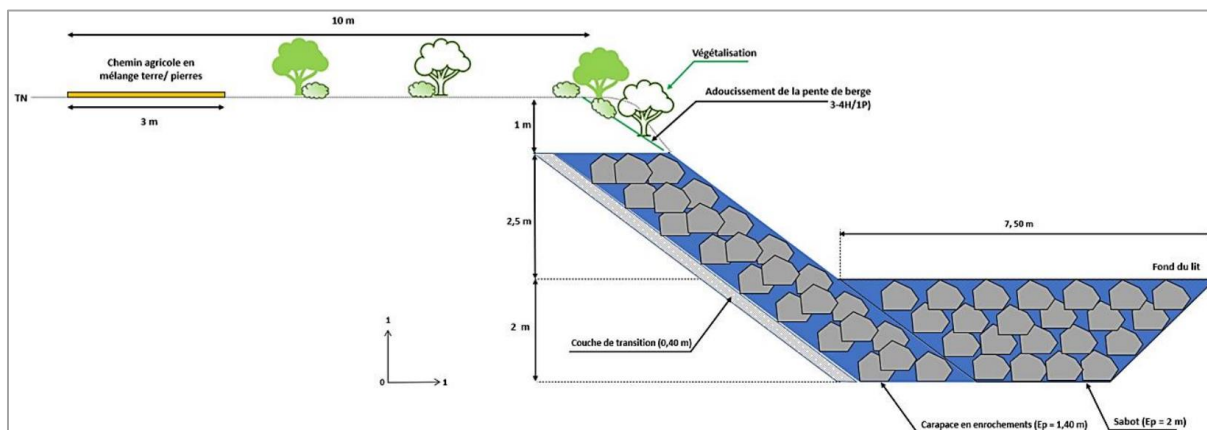 10 m
Chemin agricole en
mélange terre/ pierres
Végétalisation
Adoucissement de la pente de berge
3-4H/1P)
TN
3 m
1 m
2,5 m
7, 50 m
Fond du lit
2 m
1
0
1
Couche de transition (0,40 m)
Carapace en enrochements (Ep = 1,40 m)
Sabot (Ep = 2 m)